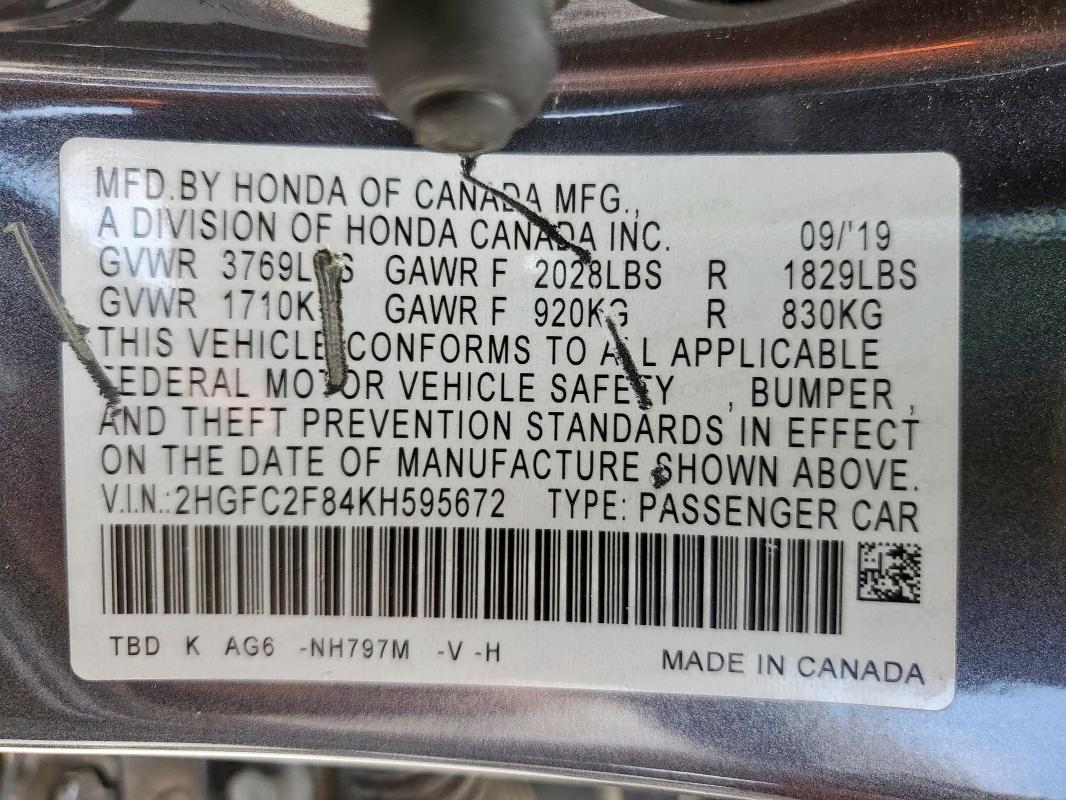 MFD.BY HONDA OF CANADA MFG.,
A DIVISION OF HONDA CANADA INC. 09/'19
GVWR 3769LBS GAWR F 2028LBS R 1829LBS
GVWR 1710KG GAWR F 920KG R 830KG
THIS VEHICLE CONFORMS TO ALL APPLICABLE
FEDERAL MOTOR VEHICLE SAFETY , BUMPER ,
AND THEFT PREVENTION STANDARDS IN EFFECT
ON THE DATE OF MANUFACTURE SHOWN ABOVE.
V.I.N.:2HGFC2F84KH595672 TYPE: PASSENGER CAR
TBD K AG6 -NH797M -V -H
MADE IN CANADA